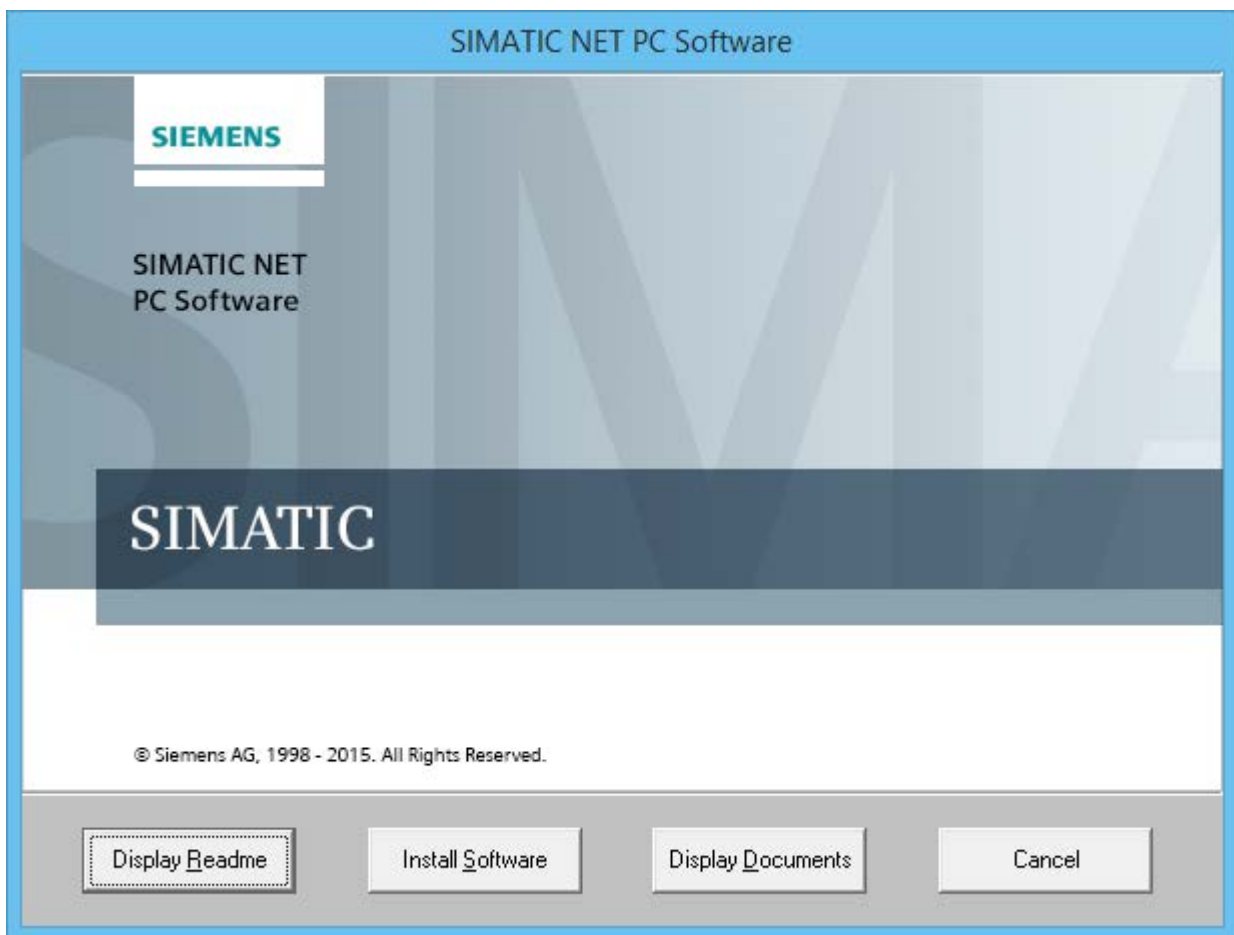 SIMATIC NET PC Software
SIEMENS
SIMATIC NET
PC Software
SIMATIC
© Siemens AG, 1998 - 2015. All Rights Reserved.
Display Readme Install Software Display Documents Cancel